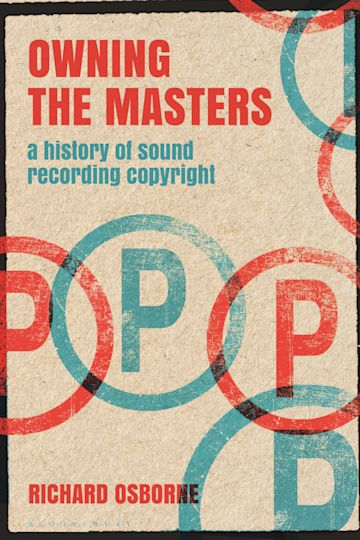 OWNING
THE MASTERS
a history of sound
recording copyright
P
P
P
P
RICHARD OSBORNE
BLOOMSBURY